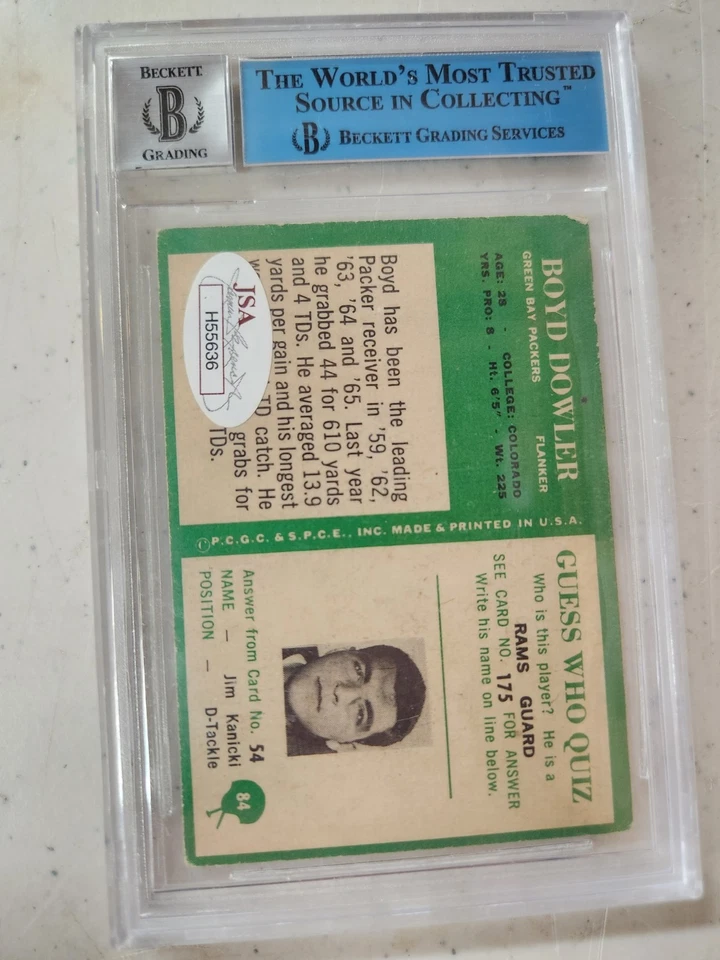 BECKETT
B
GRADING
THE WORLD'S MOST TRUSTED
SOURCE IN COLLECTING™
B BECKETT GRADING SERVICES
BOYD DOWLER
GREEN BAY PACKERS FLANKER
AGE: 28 - COLLEGE: COLORADO
YRS. PRO: 8 - Ht. 6'5" - Wt. 225
Boyd has been the leading
Packer receiver in '59, '62,
'63, '64 and '65. Last year
he grabbed 44 for 610 yards
and 4 TDs. He averaged 13.9
yards per gain and his longest
TD catch. He
grabs for
TDs.
JSA
H55636
©P.C.G.C. & S.P.C.E., INC. MADE & PRINTED IN U.S.A.
GUESS WHO QUIZ
Who is this player? He is a
RAMS GUARD
SEE CARD NO. 175 FOR ANSWER
Write his name on line below.
Answer from Card No. 54
NAME — Jim Kanicki
POSITION — D-Tackle
84